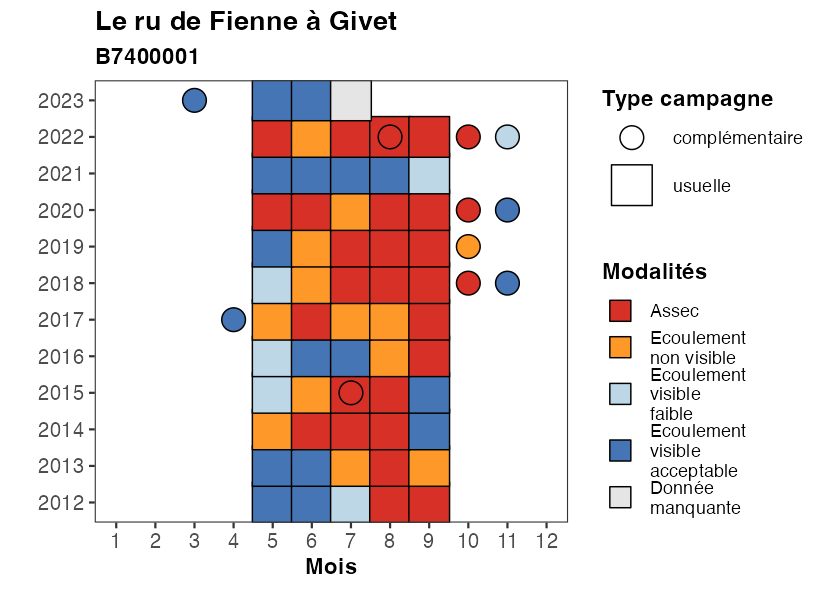 Le ru de Fienne à Givet
B7400001
2023
2022
2021
2020
2019
2018
2017
2016
2015
2014
2013
2012
1 2 3 4 5 6 7 8 9 10 11 12
Mois
Type campagne
complémentaire
usuelle
Modalités
Assec
Ecoulement
non visible
Ecoulement
visible
faible
Ecoulement
visible
acceptable
Donnée
manquante